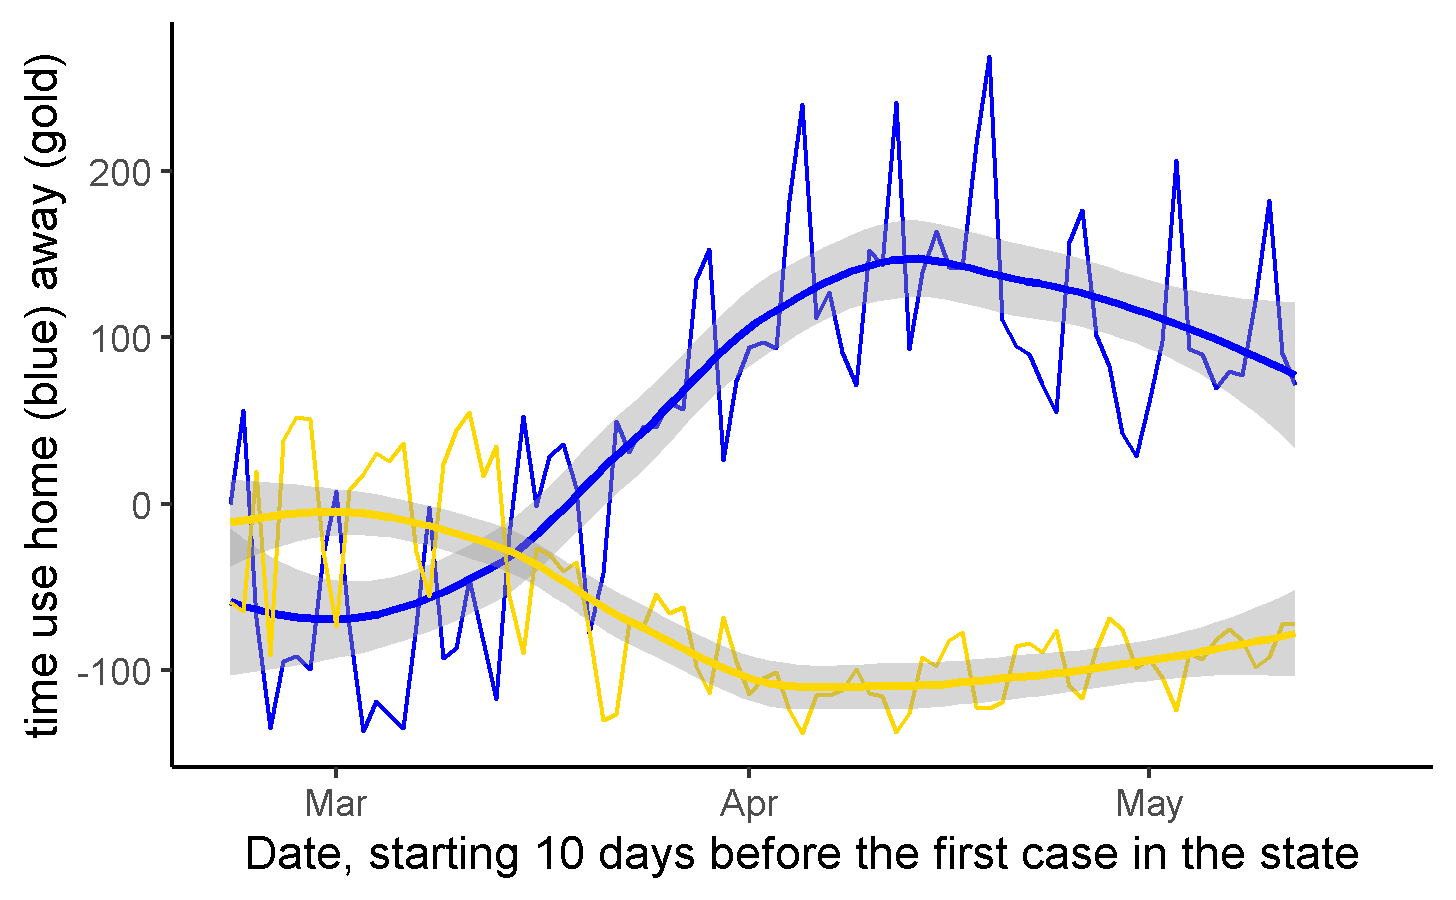 time use home (blue) away (gold)
200
100
0
-100
Mar
Apr
May
Date, starting 10 days before the first case in the state